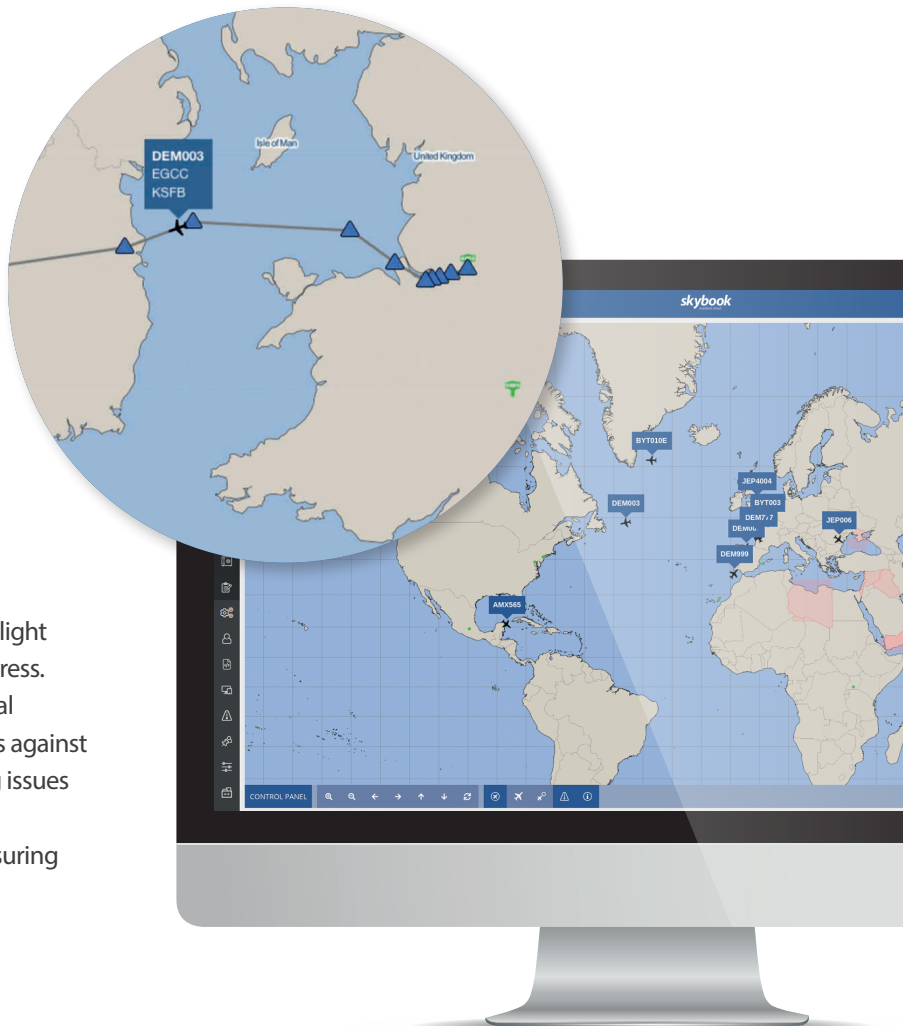 Isle of Man
United Kingdom
DEM003
EGCC
KSFB
skybook
BYT010E
JEP4004
DEM003
BYT003
DEM777
JEP006
DEM999
AMX565
light
ress.
al
s against
g issues
suring
CONTROL PANEL